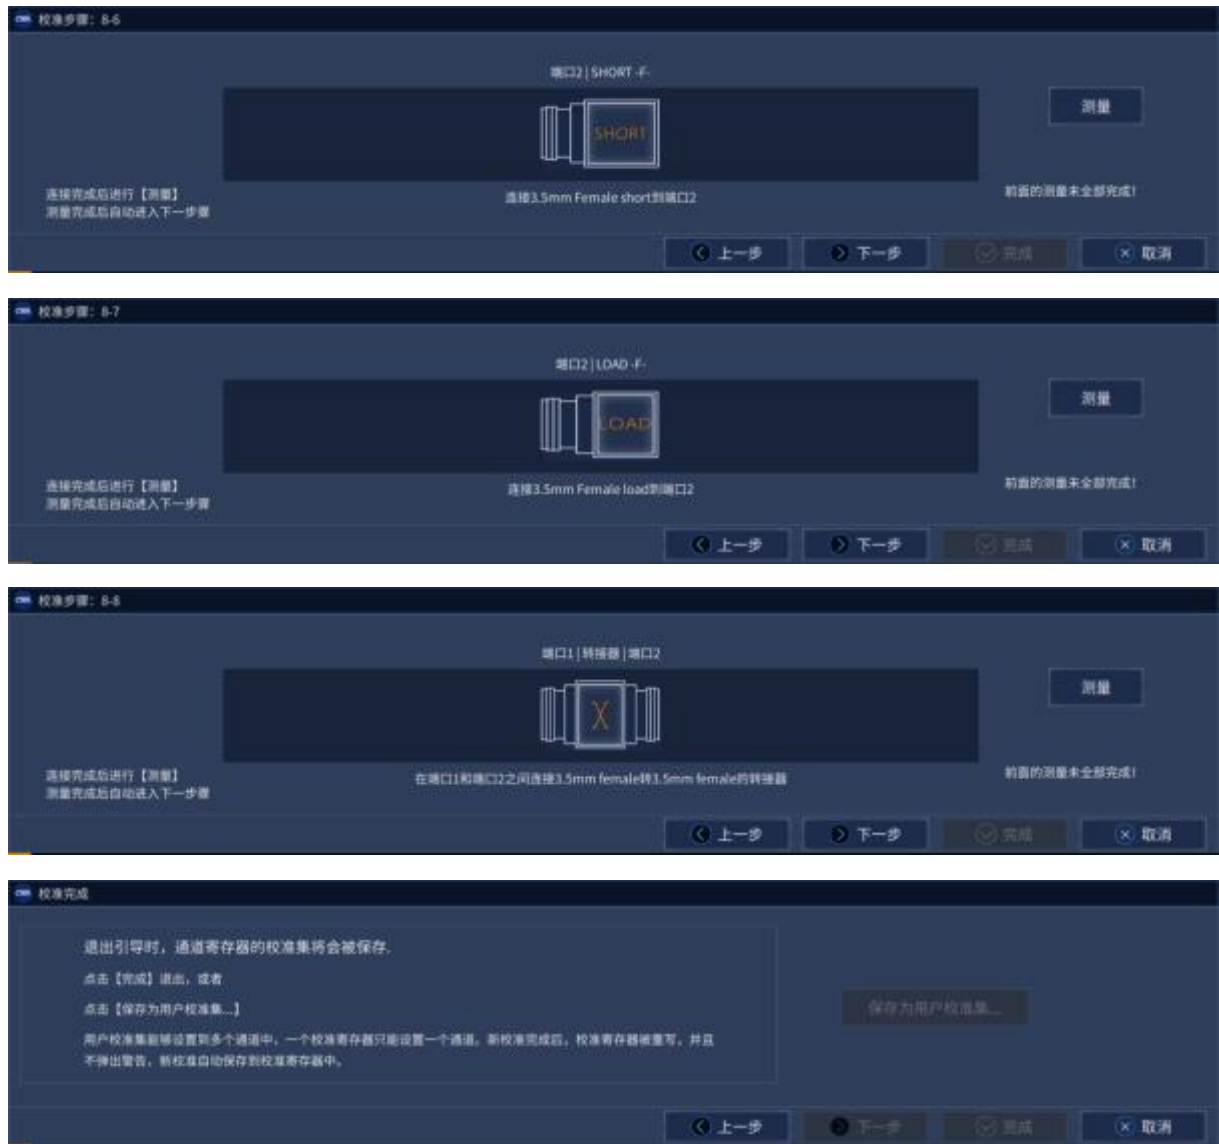 校准步骤：8-6
端口2 | SHORT -F-
测量
SHORT
连接完成后进行【测量】
测量完成后自动进入下一步骤
连接3.5mm Female short到端口2
前面的测量未全部完成！
上一步
下一步
完成
取消
校准步骤：8-7
端口2 | LOAD -F-
测量
LOAD
连接完成后进行【测量】
测量完成后自动进入下一步骤
连接3.5mm Female load到端口2
前面的测量未全部完成！
上一步
下一步
完成
取消
校准步骤：8-8
端口1 | 转接器 | 端口2
测量
X
连接完成后进行【测量】
测量完成后自动进入下一步骤
在端口1和端口2之间连接3.5mm female转3.5mm female的转接器
前面的测量未全部完成！
上一步
下一步
完成
取消
校准完成
退出引导时，通道寄存器的校准集将会被保存.
点击【完成】退出，或者
点击【保存为用户校准集...】
保存为用户校准集...
用户校准集能够设置到多个通道中，一个校准寄存器只能设置一个通道。新校准完成后，校准寄存器被重写，并且
不弹出警告，新校准自动保存到校准寄存器中。
上一步
下一步
完成
取消